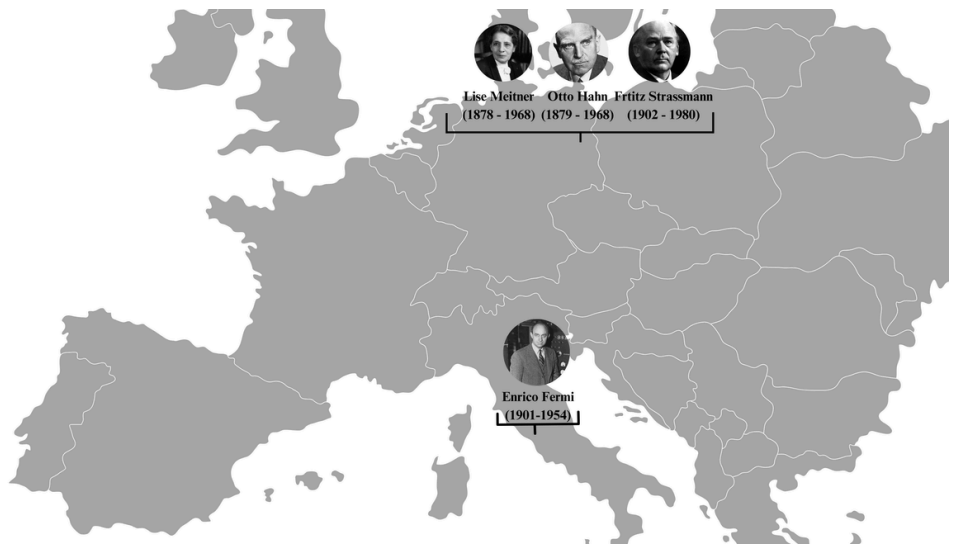 Lise Meitner Otto Hahn Frtitz Strassmann
(1878 - 1968) (1879 - 1968) (1902 - 1980)
Enrico Fermi
(1901-1954)